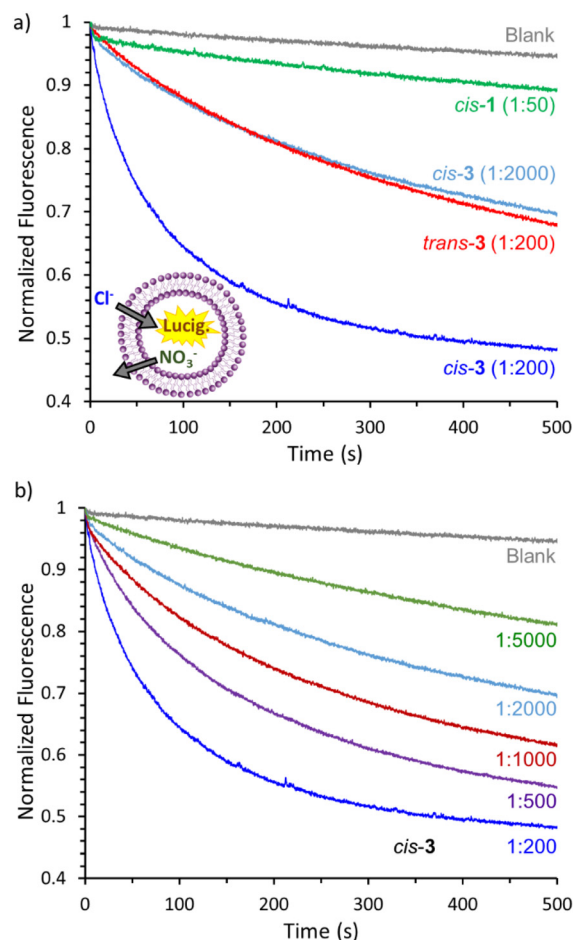 a)
1
0.9
0.8
0.7
0.6
0.5
0.4
Normalized Fluorescence
Blank
cis-1 (1:50)
cis-3 (1:2000)
trans-3 (1:200)
cis-3 (1:200)
Cl-
Lucig.
NO3-
0 100 200 300 400 500
Time (s)
b)
1
0.9
0.8
0.7
0.6
0.5
0.4
Normalized Fluorescence
Blank
1:5000
1:2000
1:1000
1:500
cis-3 1:200
0 100 200 300 400 500
Time (s)